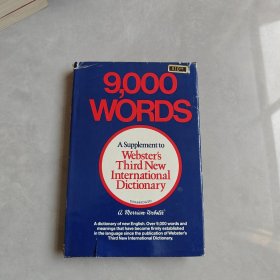 9,000
WORDS
A Supplement to
Webster's
Third New
International
Dictionary
a Merriam-Webster
A dictionary of new English. Over 9,000 words and
meanings that have become firmly established
in the language since the publication of Webster's
Third New International Dictionary.